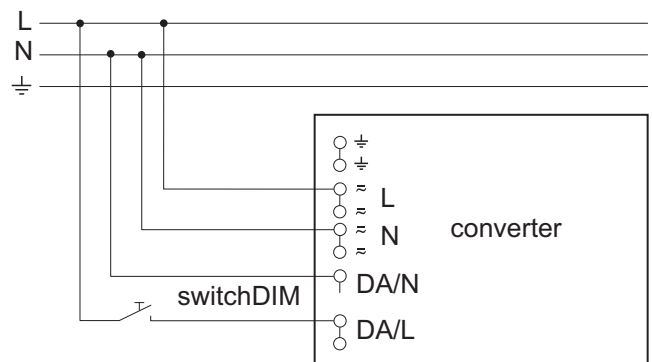 L
N
L
N
converter
DA/N
switchDIM
DA/L